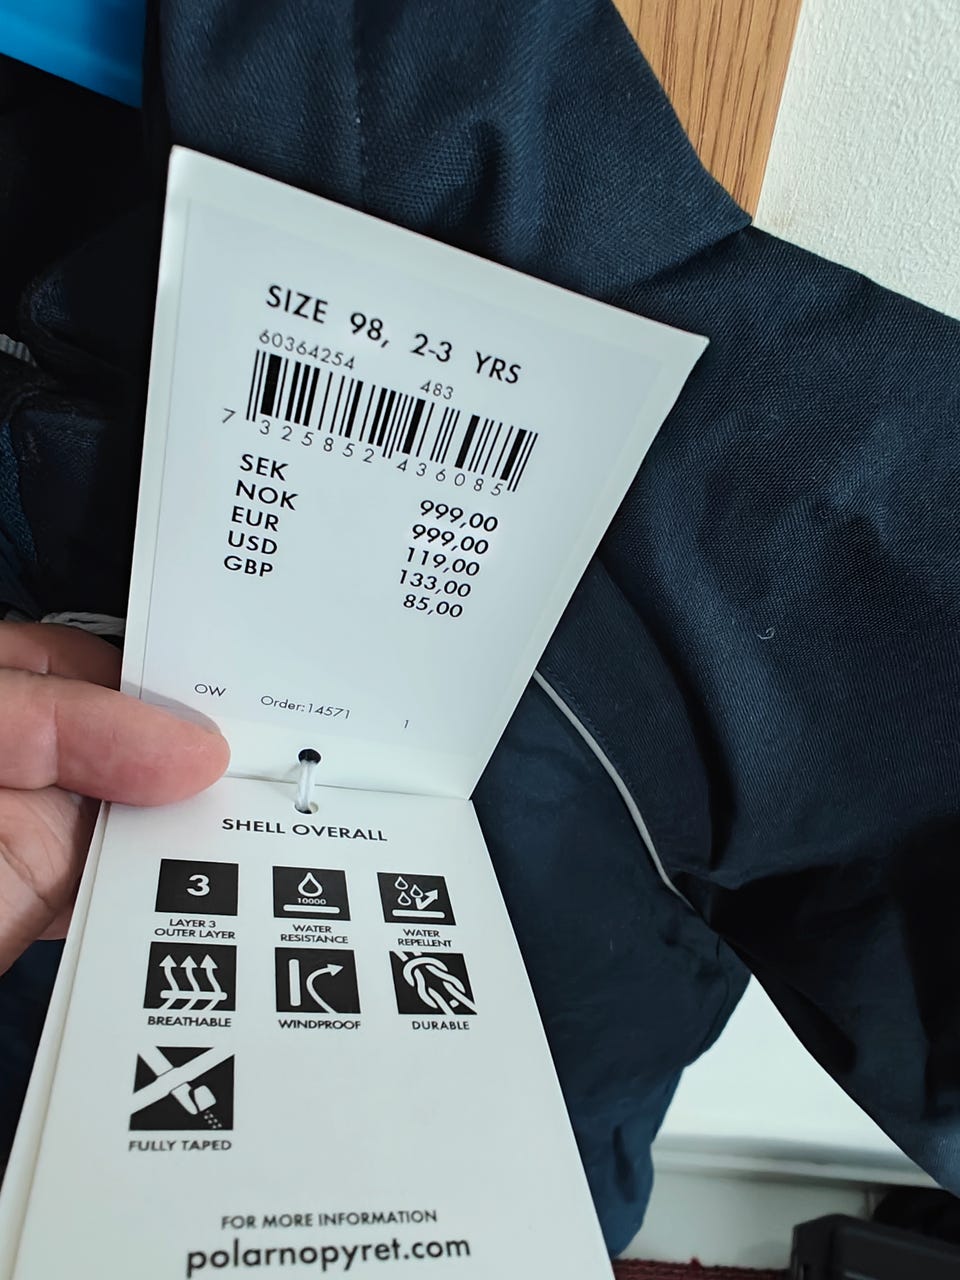 SIZE 98, 2-3 YRS
60364254 483
7 325852 436085
SEK 999,00
NOK 999,00
EUR 119,00
USD 133,00
GBP 85,00
OW Order:14571 1
SHELL OVERALL
3 10000
LAYER 3 WATER WATER
OUTER LAYER RESISTANCE REPELLENT
BREATHABLE WINDPROOF DURABLE
FULLY TAPED
FOR MORE INFORMATION
polarnopyret.com